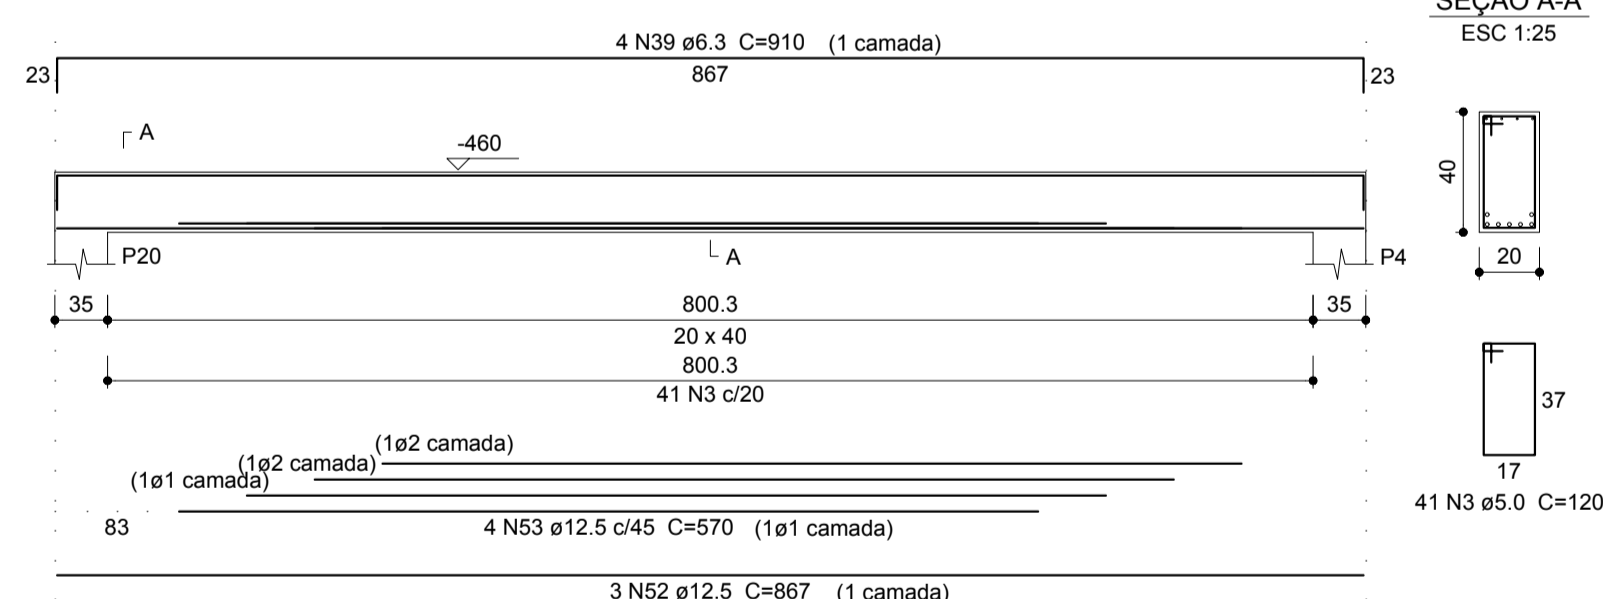 SEÇÃO A-A
ESC 1:25
4 N39 ø6.3 C=910 (1 camada)
23
867
23
A
-460
40
P20
A
P4
20
35
800.3
35
20 x 40
800.3
41 N3 c/20
37
(1ø2 camada)
(1ø2 camada)
(1ø1 camada)
17
41 N3 ø5.0 C=120
83
4 N53 ø12.5 c/45 C=570 (1ø1 camada)
3 N52 ø12.5 C=867 (1 camada)